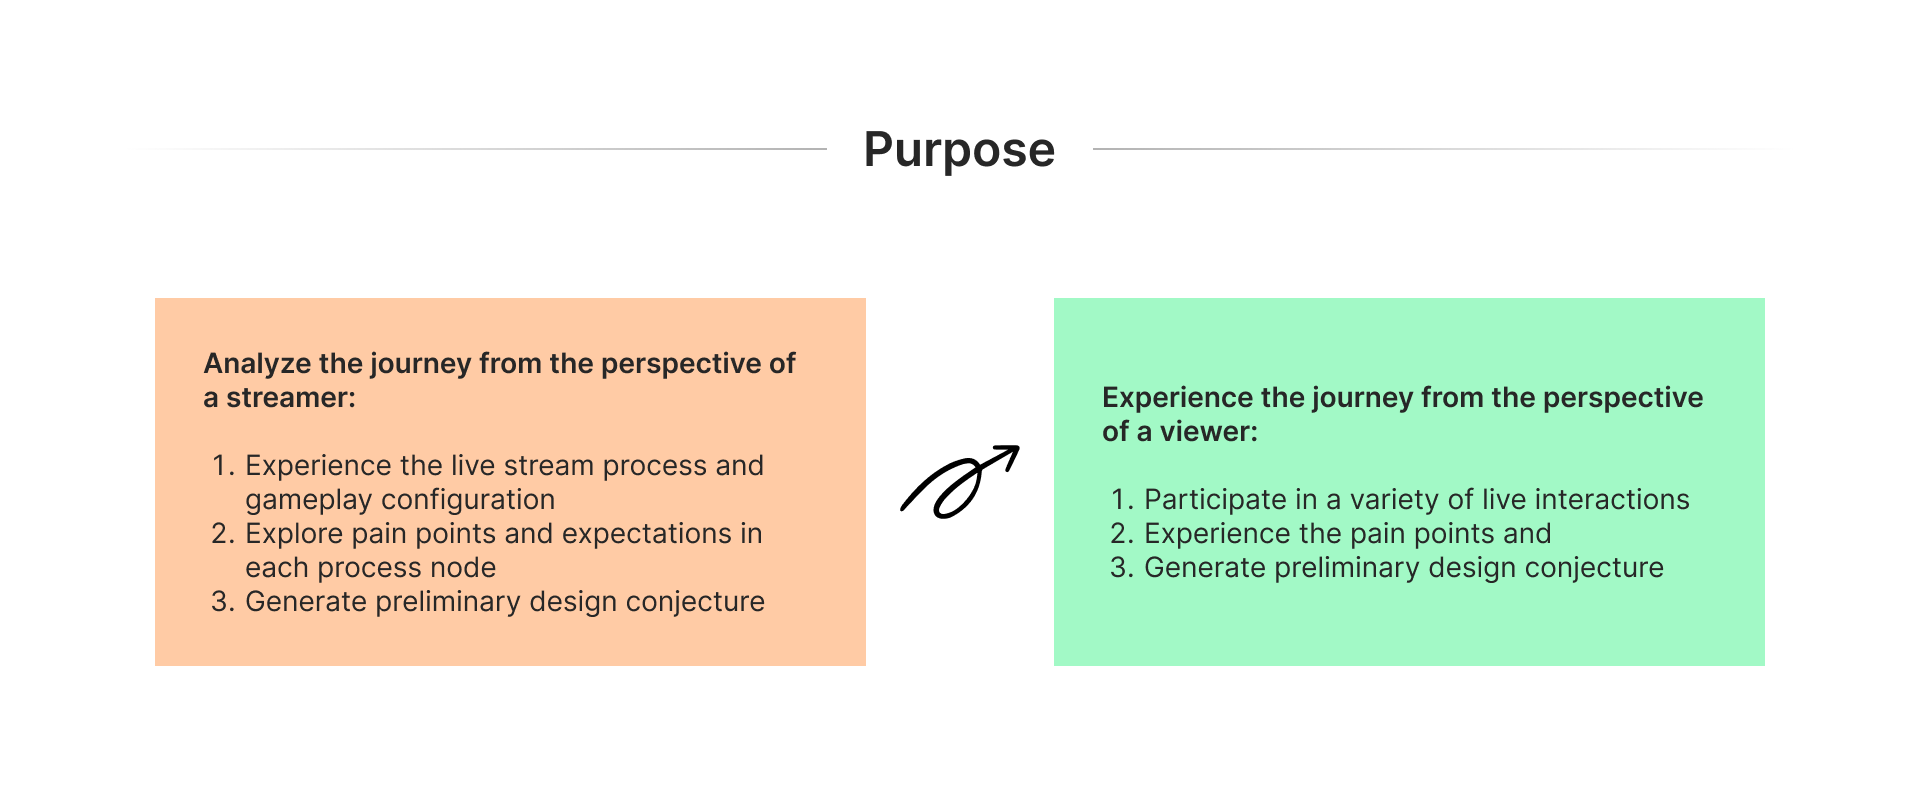 Purpose
Analyze the journey from the perspective of
a streamer:
1. Experience the live stream process and
gameplay configuration
2. Explore pain points and expectations in
each process node
3. Generate preliminary design conjecture
Experience the journey from the perspective
of a viewer:
1. Participate in a variety of live interactions
2. Experience the pain points and
3. Generate preliminary design conjecture